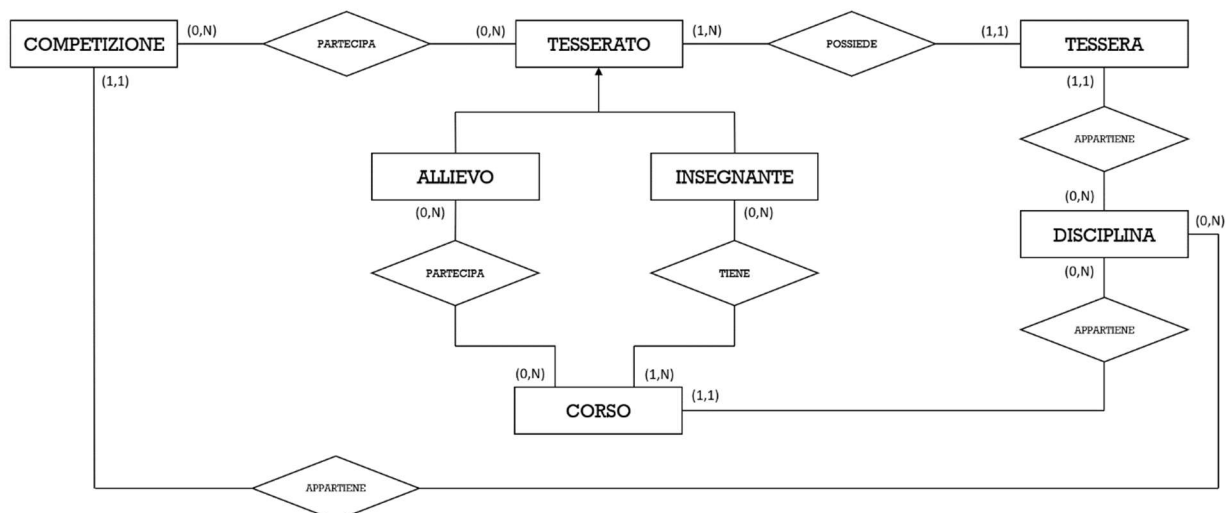 (0,N) (0,N) (1,N) (1,1)
COMPETIZIONE PARTECIPA TESSERATO POSSIEDE TESSERA
(1,1) (1,1)
APPARTIENE
ALLIEVO INSEGNANTE
(0,N) (0,N) (0,N) (0,N)
DISCIPLINA
PARTECIPA TIENE (0,N)
APPARTIENE
(0,N) (1,N) (1,1)
CORSO
APPARTIENE